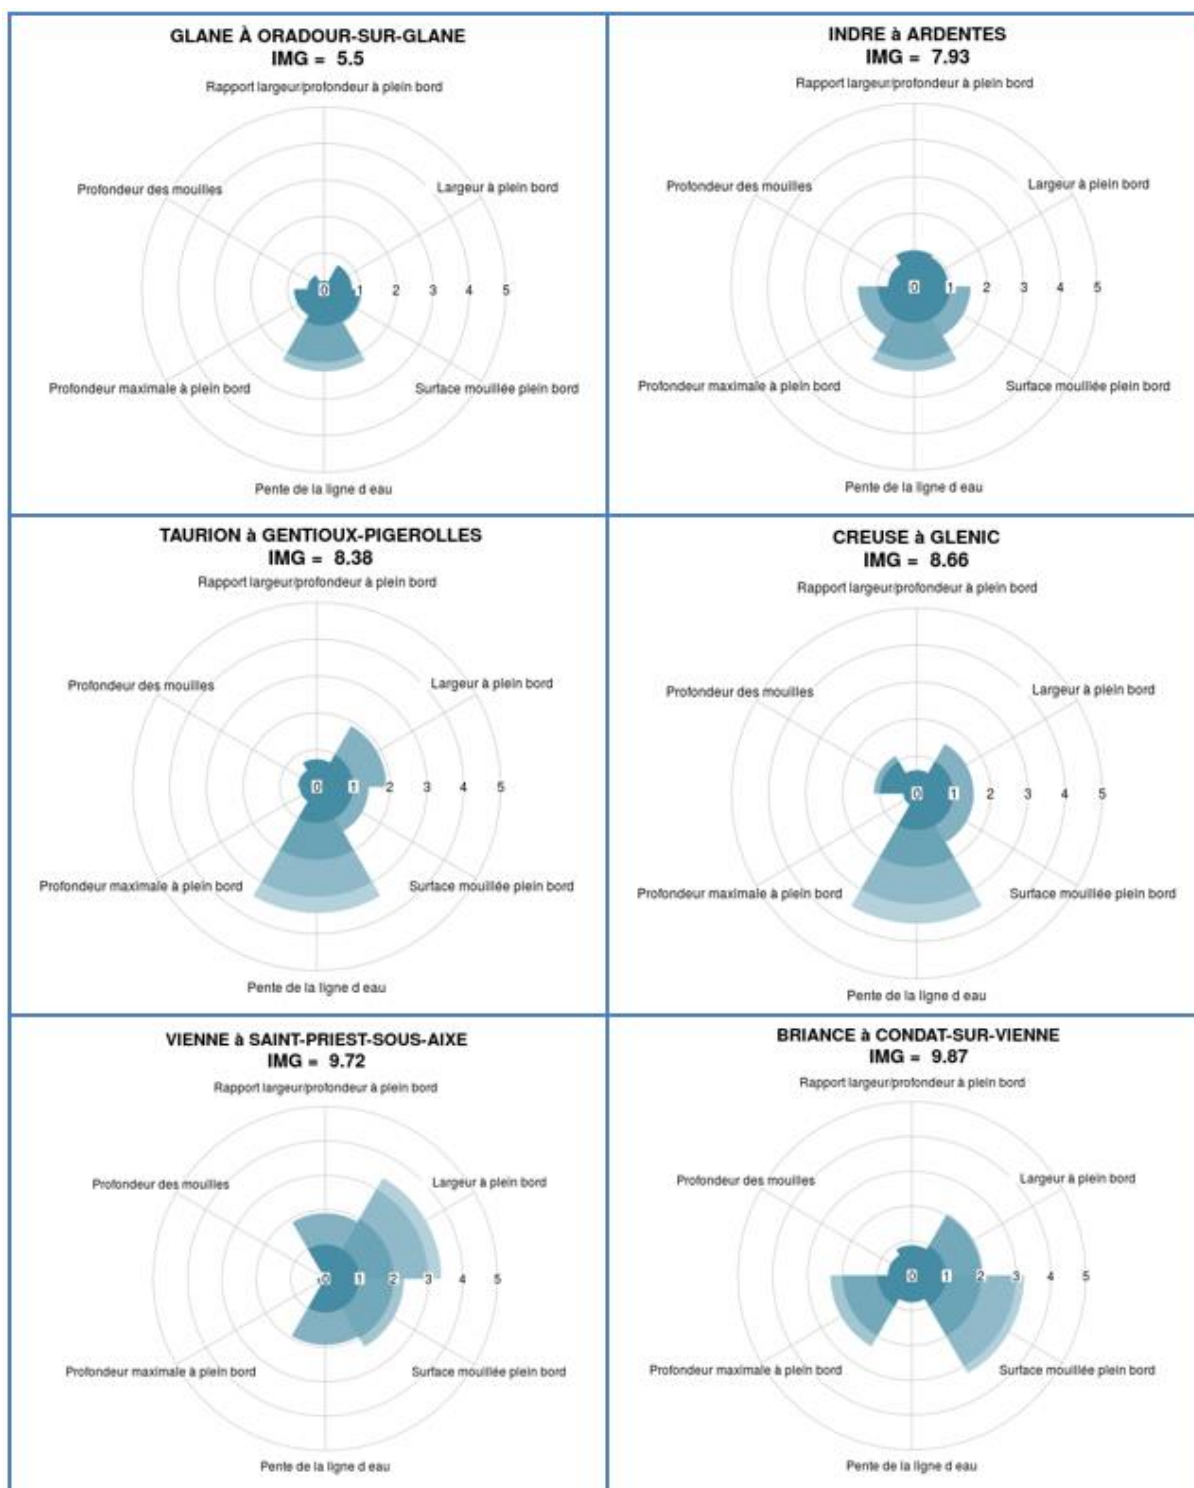 GLANE À ORADOUR-SUR-GLANE
IMG = 5.5
Rapport largeur/profondeur à plein bord
Profondeur des mouilles
Largeur à plein bord
0 1 2 3 4 5
Profondeur maximale à plein bord
Surface mouillée plein bord
Pente de la ligne d eau
INDRE à ARDENTES
IMG = 7.93
Rapport largeur/profondeur à plein bord
Profondeur des mouilles
Largeur à plein bord
0 1 2 3 4 5
Profondeur maximale à plein bord
Surface mouillée plein bord
Pente de la ligne d eau
TAURION à GENTIOUX-PIGEROLLES
IMG = 8.38
Rapport largeur/profondeur à plein bord
Profondeur des mouilles
Largeur à plein bord
0 1 2 3 4 5
Profondeur maximale à plein bord
Surface mouillée plein bord
Pente de la ligne d eau
CREUSE à GLENIC
IMG = 8.66
Rapport largeur/profondeur à plein bord
Profondeur des mouilles
Largeur à plein bord
0 1 2 3 4 5
Profondeur maximale à plein bord
Surface mouillée plein bord
Pente de la ligne d eau
VIENNE à SAINT-PRIEST-SOUS-AIXE
IMG = 9.72
Rapport largeur/profondeur à plein bord
Profondeur des mouilles
Largeur à plein bord
0 1 2 3 4 5
Profondeur maximale à plein bord
Surface mouillée plein bord
Pente de la ligne d eau
BRIANCE à CONDAT-SUR-VIENNE
IMG = 9.87
Rapport largeur/profondeur à plein bord
Profondeur des mouilles
Largeur à plein bord
0 1 2 3 4 5
Profondeur maximale à plein bord
Surface mouillée plein bord
Pente de la ligne d eau